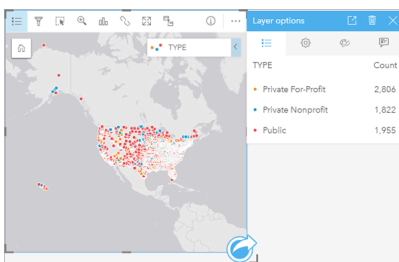 Layer options
TYPE
TYPE Count
Private For-Profit 2,806
Private Nonprofit 1,822
Public 1,955